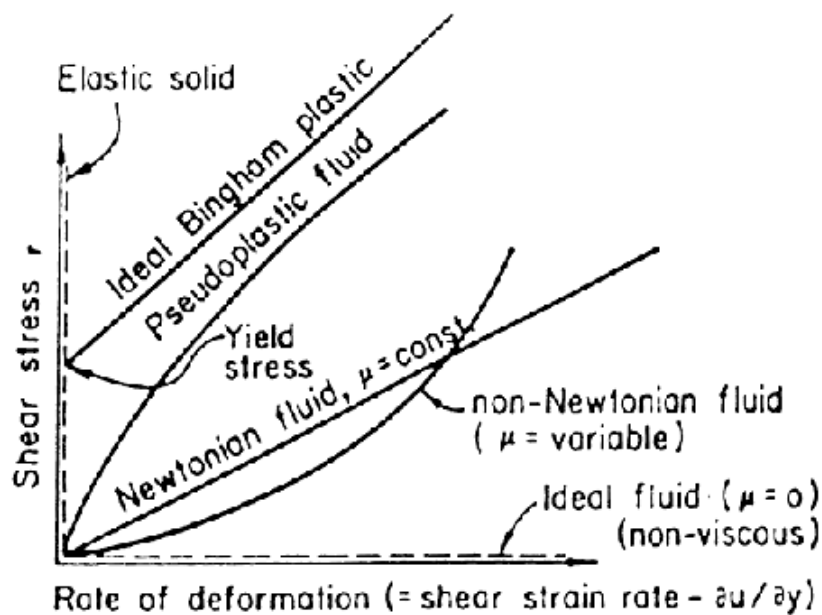 Elastic solid
Ideal Bingham plastic
Pseudoplastic fluid
Shear stress r
Yield
stress
Newtonian fluid, μ = const.
non-Newtonian fluid
( μ = variable)
Ideal fluid ( μ = o)
(non-viscous)
Rate of deformation (= shear strain rate - ∂u/∂y)